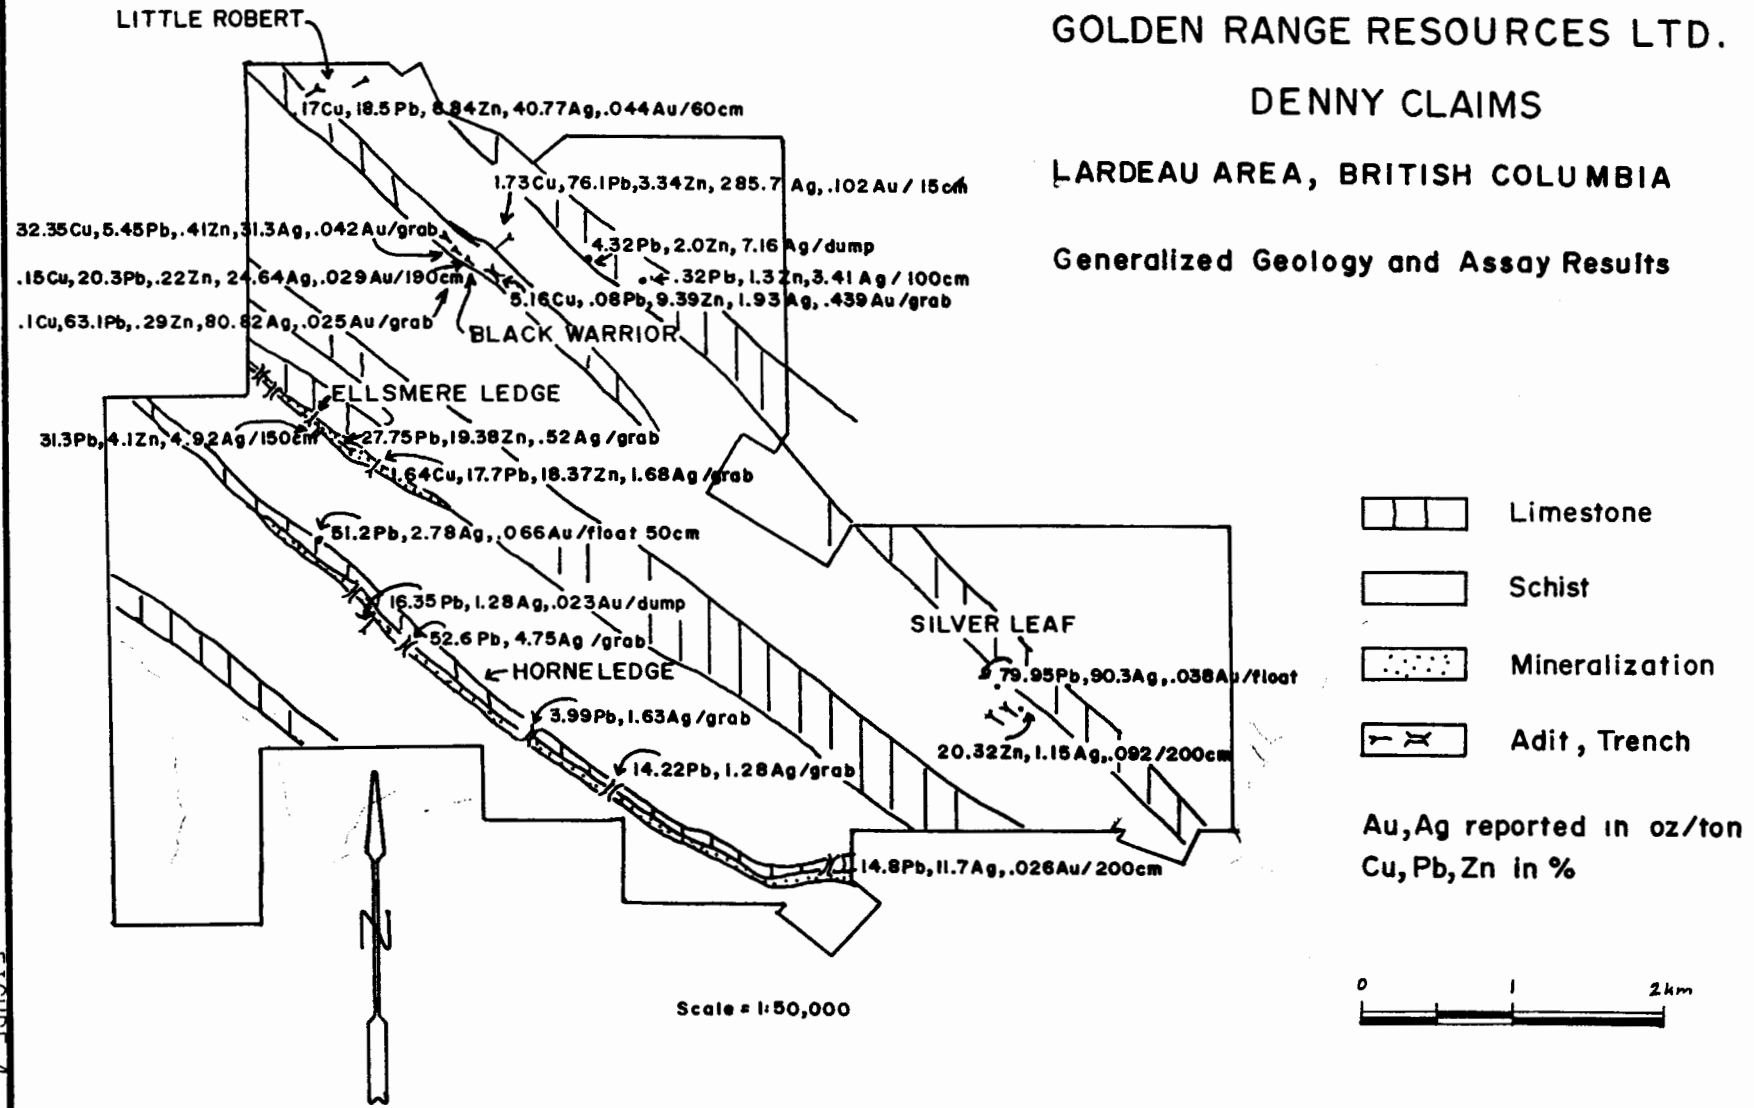 LITTLE ROBERT
GOLDEN RANGE RESOURCES LTD.
DENNY CLAIMS
LARDEAU AREA, BRITISH COLUMBIA
Generalized Geology and Assay Results
17Cu, 18.5 Pb, 8.84Zn, 40.77Ag, .044 Au/60cm
1.73Cu, 76.1Pb, 3.34Zn, 285.7 Ag, .102 Au / 15cm
32.35Cu, 5.45Pb, .41Zn, 31.3Ag, .042 Au/grab
4.32Pb, 2.0Zn, 7.16 Ag/dump
.15Cu, 20.3Pb, .22Zn, 24.64Ag, .029Au/190cm
.32Pb, 1.3Zn, 3.41 Ag / 100cm
5.16Cu, .08Pb, 9.39Zn, 1.93 Ag, .439 Au/grab
.1Cu, 63.1Pb, .29Zn, 80.82Ag, .025Au/grab
BLACK WARRIOR
ELLSMERE LEDGE
31.3Pb, 4.1Zn, 4.92Ag/150cm
27.75Pb, 19.38Zn, .52Ag/grab
1.64Cu, 17.7Pb, 18.37Zn, 1.68Ag/grab
51.2Pb, 2.78Ag, .066Au/float 50cm
16.35 Pb, 1.28Ag, .023Au/dump
52.6 Pb, 4.75Ag /grab
HORNE LEDGE
3.99Pb, 1.63Ag/grab
14.22Pb, 1.28Ag/grab
14.8Pb, 11.7Ag, .026Au/ 200cm
SILVER LEAF
79.95Pb, 90.3Ag, .038Au/float
20.32Zn, 1.15Ag, .092/200cm
Limestone
Schist
Mineralization
Adit, Trench
Au, Ag reported in oz/ton
Cu, Pb, Zn in %
N
Scale = 1:50,000
0 1 2 km